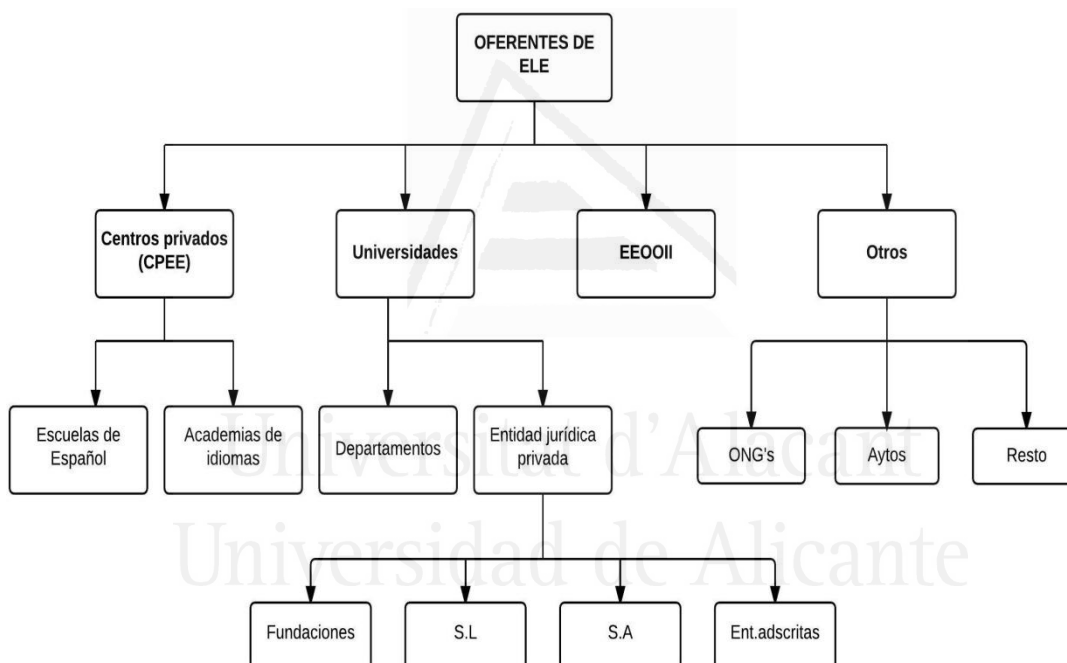 OFERENTES DE
ELE
Centros privados
(CPEE)
Universidades
EEOOII
Otros
Escuelas de
Español
Academias de
idiomas
Departamentos
Entidad jurídica
privada
ONG's
Aytos
Resto
Universitat d'Alacant
Universidad de Alicante
Fundaciones
S.L
S.A
Ent.adscritas